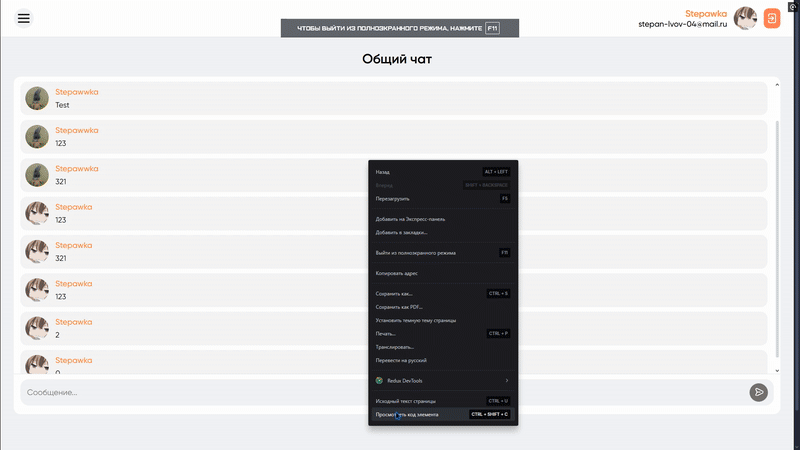 Stepawka
stepan-lvov-04@mail.ru
ЧТОБЫ ВЫЙТИ ИЗ ПОЛНОЭКРАННОГО РЕЖИМА, НАЖМИТЕ F11
Общий чат
Stepawwka
Test
Stepawwka
123
Stepawwka
321
Stepawka
123
Stepawka
321
Stepawka
123
Stepawka
2
Stepawka
0
Сообщение...
Назад ALT + LEFT
Вперед SHIFT + BACKSPACE
Перезагрузить F5
Добавить на Экспресс-панель
Добавить в закладки...
Выйти из полноэкранного режима F11
Копировать адрес
Сохранить как... CTRL + S
Сохранить как PDF...
Установить темную тему страницы
Печать... CTRL + P
Транслировать...
Перевести на русский
Redux DevTools
Исходный текст страницы CTRL + U
Просмотреть код элемента CTRL + SHIFT + C